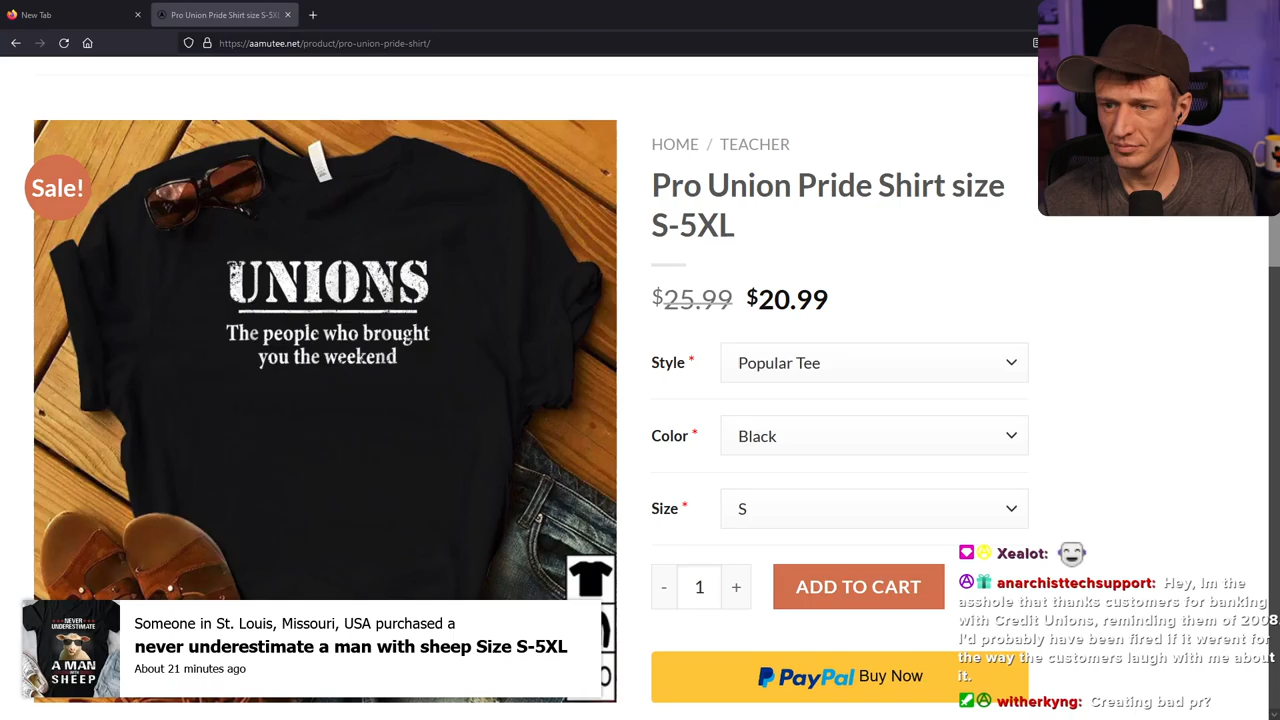 New Tab
Pro Union Pride Shirt size S-5XL
https://aamutee.net/product/pro-union-pride-shirt/
HOME / TEACHER
Sale!
Pro Union Pride Shirt size
S-5XL
$25.99 $20.99
UNIONS
The people who brought
you the weekend
Style * Popular Tee
Color * Black
Size * S
- 1 + ADD TO CART
PayPal Buy Now
NEVER
UNDERESTIMATE
A MAN
WITH
SHEEP
Someone in St. Louis, Missouri, USA purchased a
never underestimate a man with sheep Size S-5XL
About 21 minutes ago
Xealot:
anarchisttechsupport: Hey, Im the
asshole that thanks customers for banking
with Credit Unions, reminding them of 2008.
I'd probably have been fired if it werent for
the way the customers laugh with me about
it.
witherkyng: Creating bad pr?